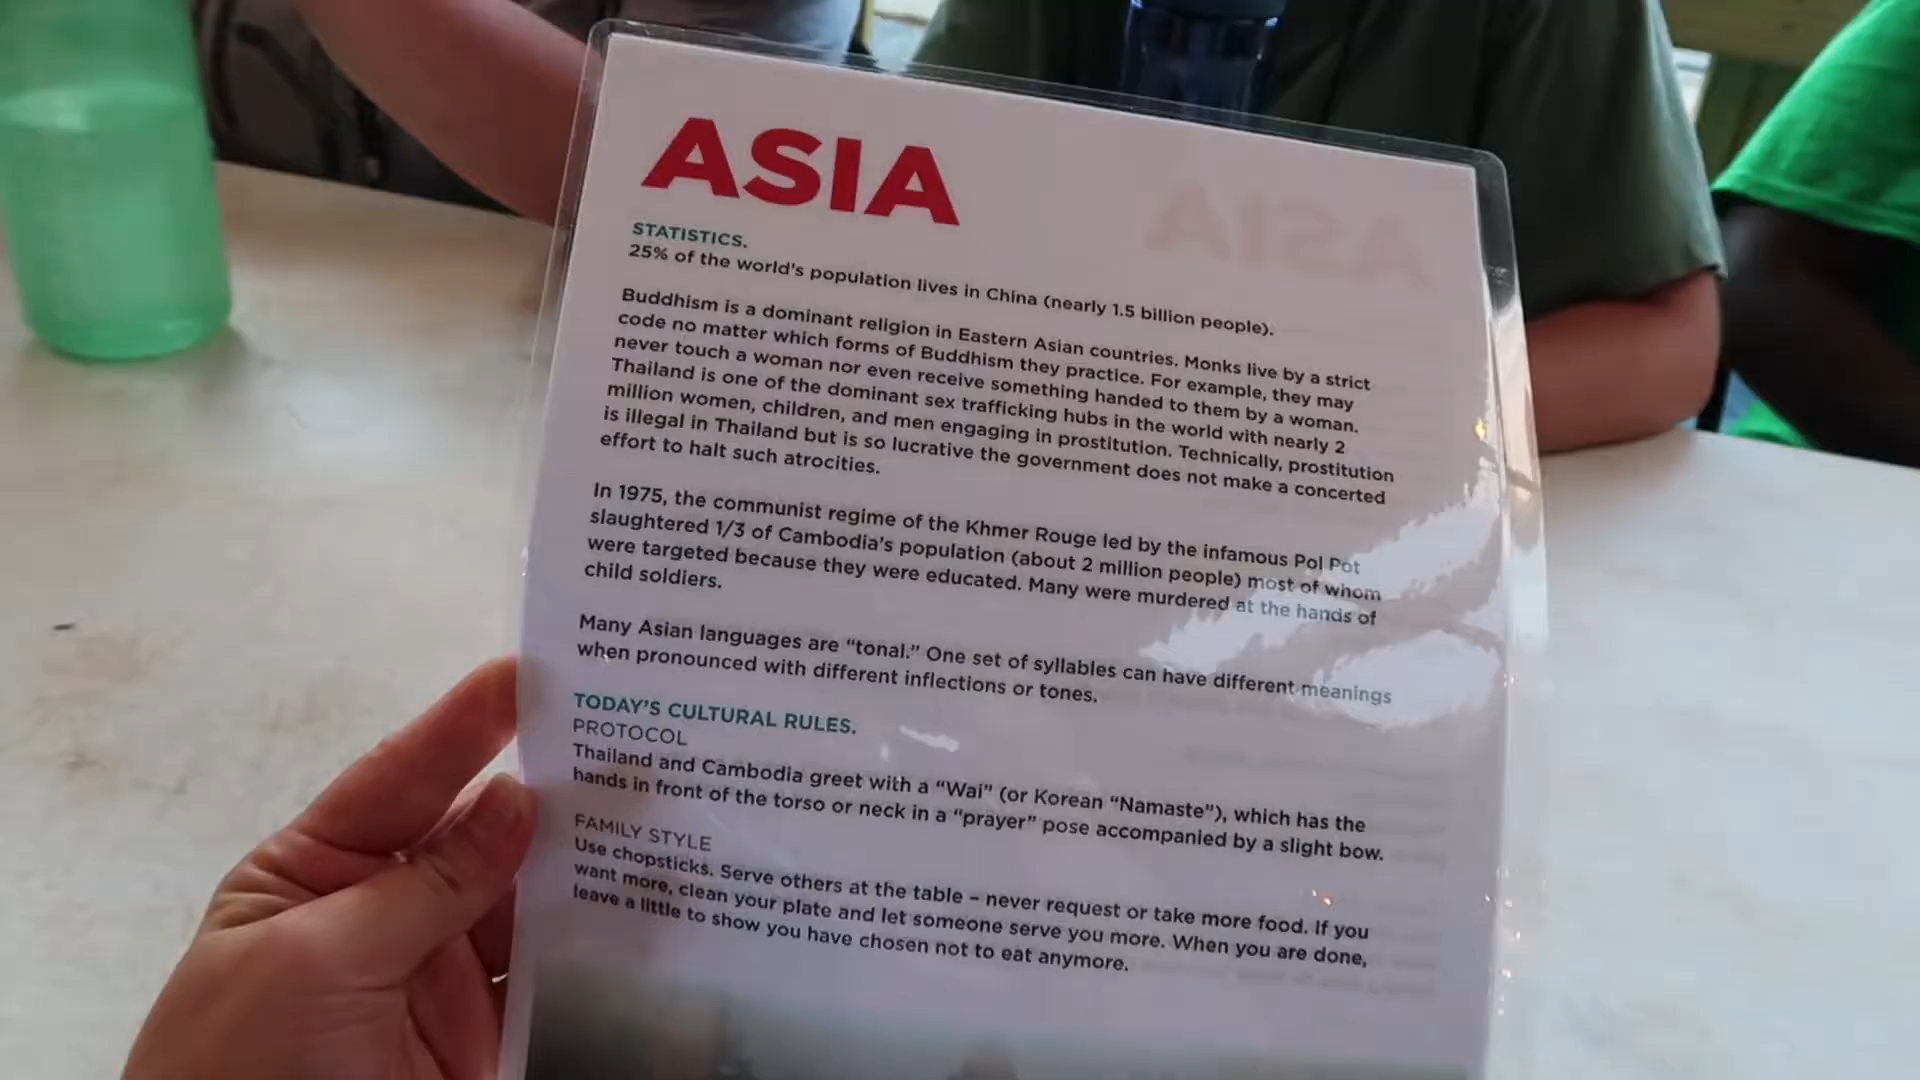 ASIA
STATISTICS.
25% of the world's population lives in China (nearly 1.5 billion people).
Buddhism is a dominant religion in Eastern Asian countries. Monks live by a strict
code no matter which forms of Buddhism they practice. For example, they may
never touch a woman nor even receive something handed to them by a woman.
Thailand is one of the dominant sex trafficking hubs in the world with nearly 2
million women, children, and men engaging in prostitution. Technically, prostitution
is illegal in Thailand but is so lucrative the government does not make a concerted
effort to halt such atrocities.
In 1975, the communist regime of the Khmer Rouge led by the infamous Pol Pot
slaughtered 1/3 of Cambodia's population (about 2 million people) most of whom
were targeted because they were educated. Many were murdered at the hands of
child soldiers.
Many Asian languages are “tonal.” One set of syllables can have different meanings
when pronounced with different inflections or tones.
TODAY'S CULTURAL RULES.
PROTOCOL
Thailand and Cambodia greet with a “Wai” (or Korean “Namaste”), which has the
hands in front of the torso or neck in a “prayer” pose accompanied by a slight bow.
FAMILY STYLE
Use chopsticks. Serve others at the table – never request or take more food. If you
want more, clean your plate and let someone serve you more. When you are done,
leave a little to show you have chosen not to eat anymore.